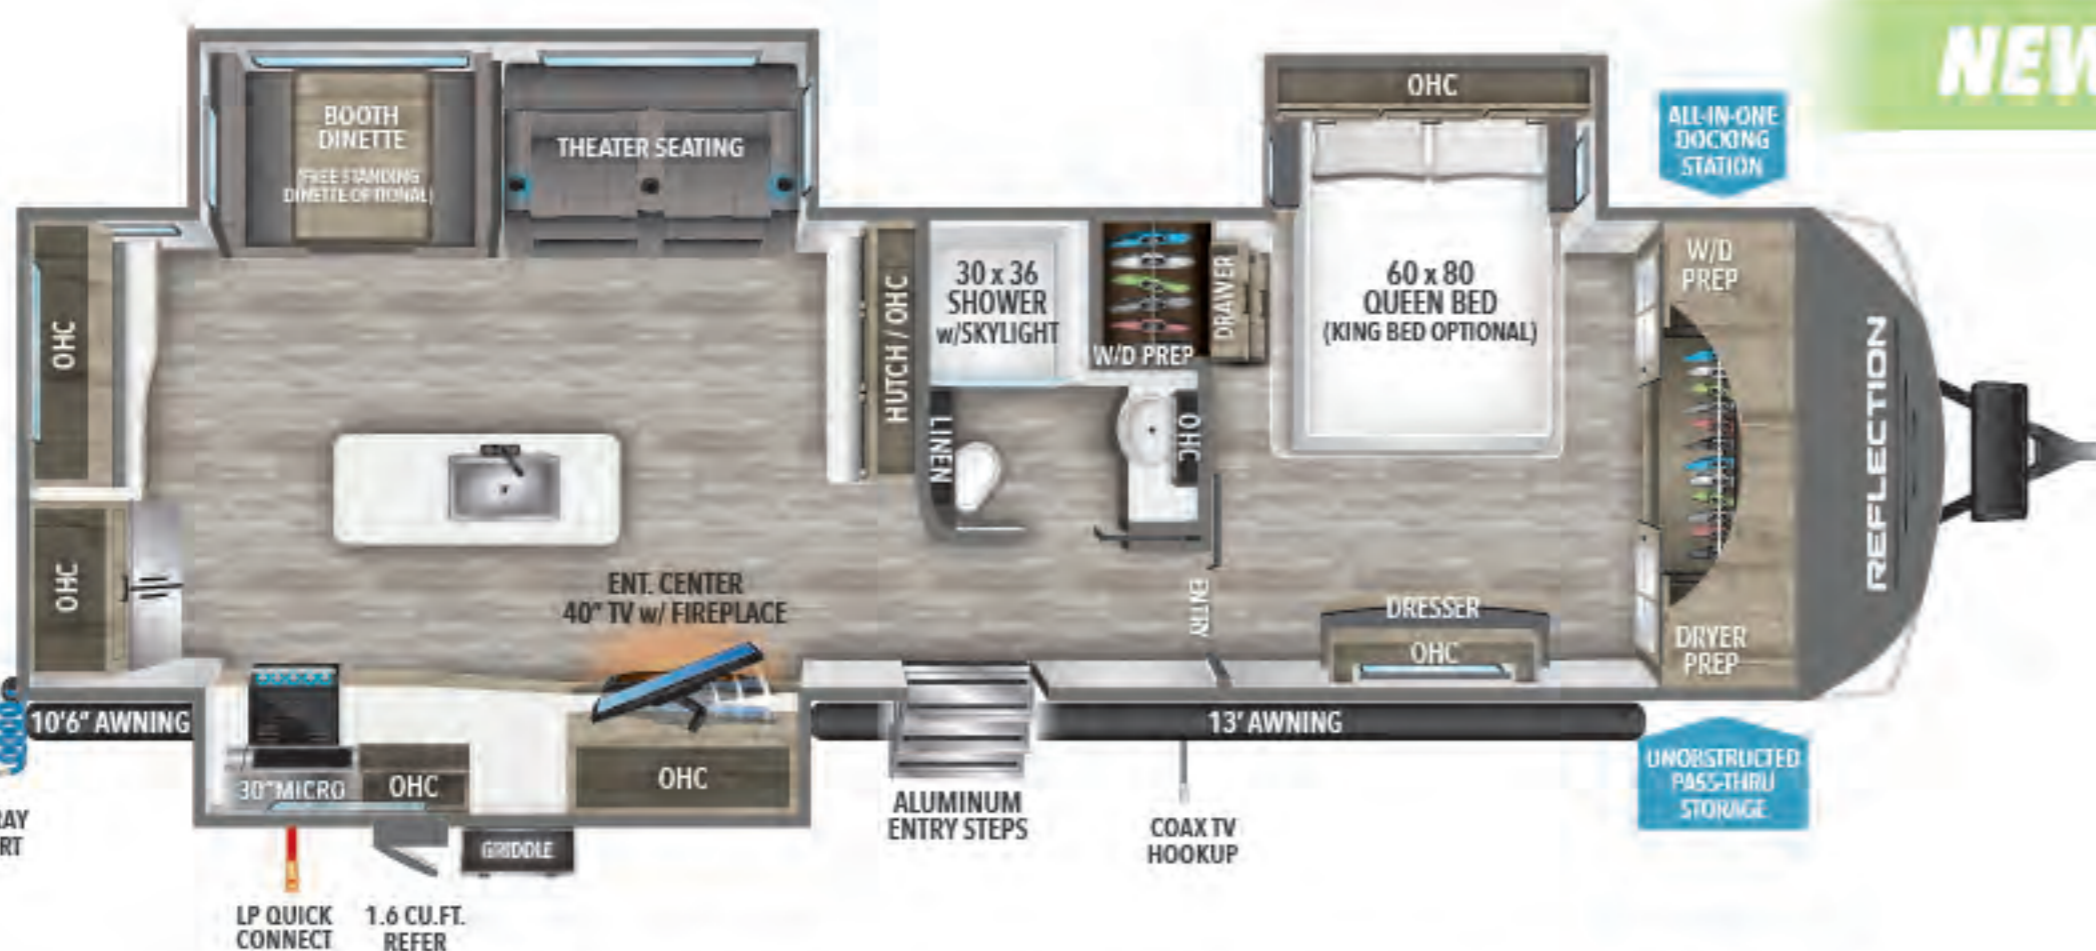 NEW
OHC
ALL-IN-ONE
DOCKING
STATION
BOOTH
DINETTE
(FREE STANDING
DINETTE OPTIONAL)
THEATER SEATING
OHC
HUTCH / OHC
30 x 36
SHOWER
w/SKYLIGHT
W/D PREP
DRAWER
60 x 80
QUEEN BED
(KING BED OPTIONAL)
W/D
PREP
REFLECTION
LINEN
OHC
OHC
ENT. CENTER
40" TV w/ FIREPLACE
ENTRY
DRESSER
OHC
DRYER
PREP
10'6" AWNING
13' AWNING
30" MICRO
OHC
OHC
UNOBSTRUCTED
PASS-THRU
STORAGE
ALUMINUM
ENTRY STEPS
COAX TV
HOOKUP
RAY
RT
GRIDDLE
LP QUICK
CONNECT
1.6 CU.FT.
REFER